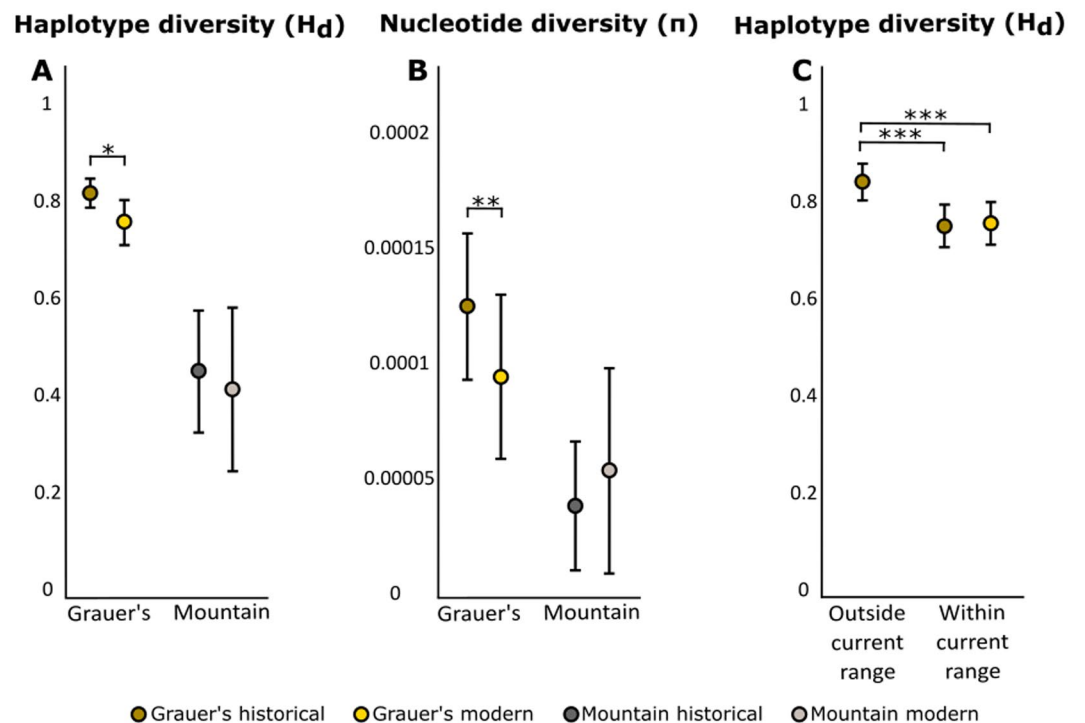 Haplotype diversity (Hd)
Nucleotide diversity (π)
Haplotype diversity (Hd)
A
1
0.8
0.6
0.4
0.2
0
*
Grauer's
Mountain
B
0.0002
0.00015
0.0001
0.00005
0
**
Grauer's
Mountain
C
1
0.8
0.6
0.4
0.2
0
***
***
Outside
current
range
Within
current
range
Grauer's historical
Grauer's modern
Mountain historical
Mountain modern